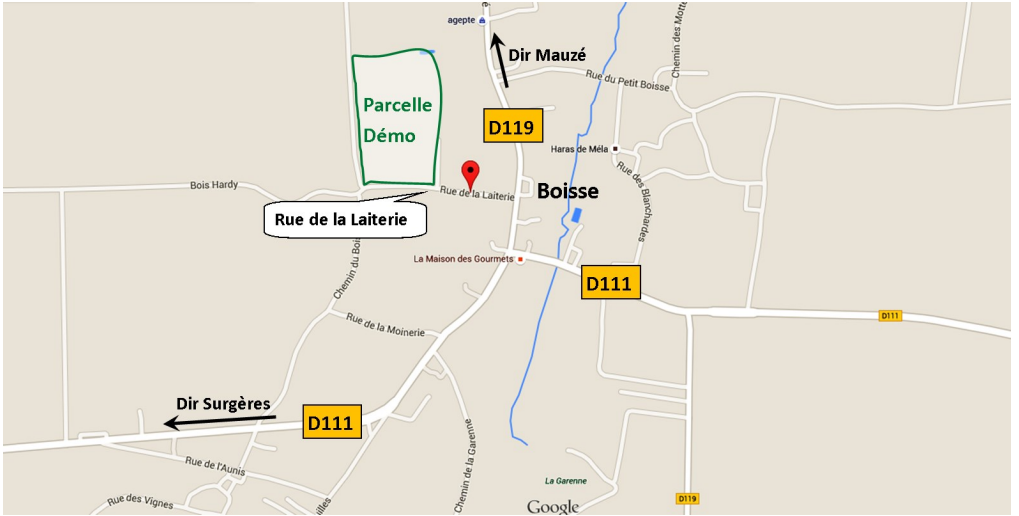 agepte
Dir Mauzé
Rue du Petit Boisse
Chemin des Motte
Parcelle
Démo
D119
Haras de Méla
Bois Hardy
Rue de la Laiterie
Boisse
Rue des Blanchardes
Rue de la Laiterie
La Maison des Gourmets
Chemin du Bois
D111
D111
Rue de la Moinerie
Dir Surgères
D111
Rue de l'Aunis
Chemin de la Garenne
La Garenne
Rue des Vignes
illes
Google
D119